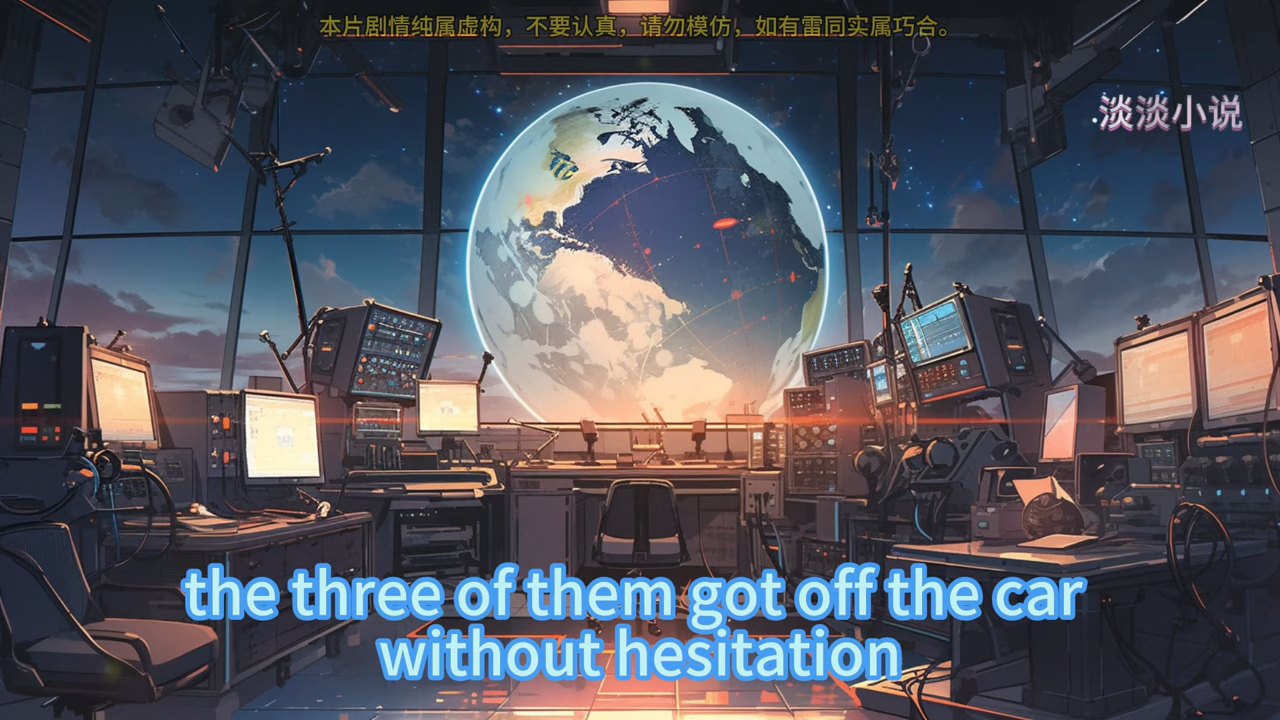 本片剧情纯属虚构，不要认真，请勿模仿，如有雷同实属巧合。
.淡淡小说
the three of them got off the car
without hesitation